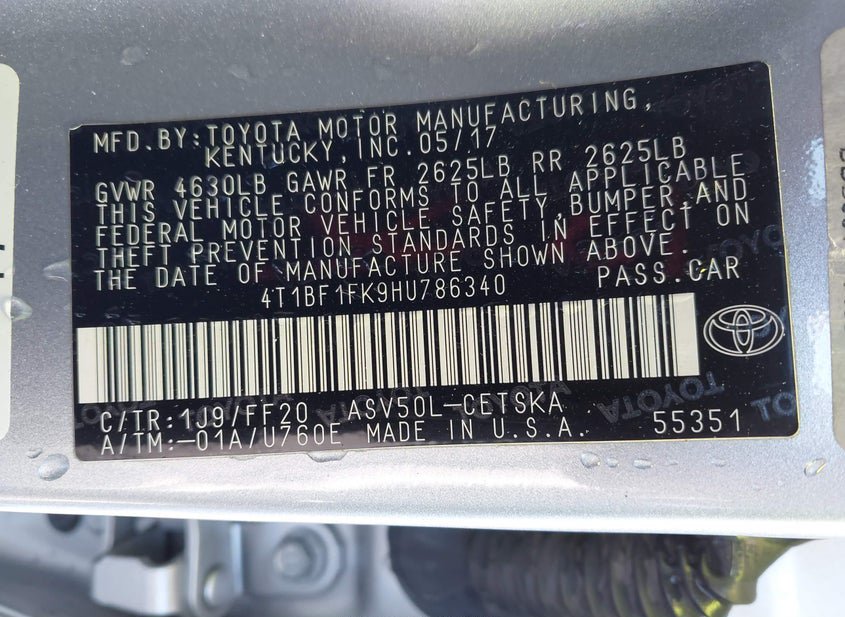 MFD.BY:TOYOTA MOTOR MANUFACTURING,
KENTUCKY,INC.05/17
GVWR 4630LB GAWR FR 2625LB RR 2625LB
THIS VEHICLE CONFORMS TO ALL APPLICABLE
FEDERAL MOTOR VEHICLE SAFETY,BUMPER,AND
THEFT PREVENTION STANDARDS IN EFFECT ON
THE DATE OF MANUFACTURE SHOWN ABOVE.
4T1BF1FK9HU786340 PASS.CAR
C/TR:1J9/FF20 ASV50L-CETSKA
A/TM:-01A/U760E MADE IN U.S.A. 55351
TOYOTA